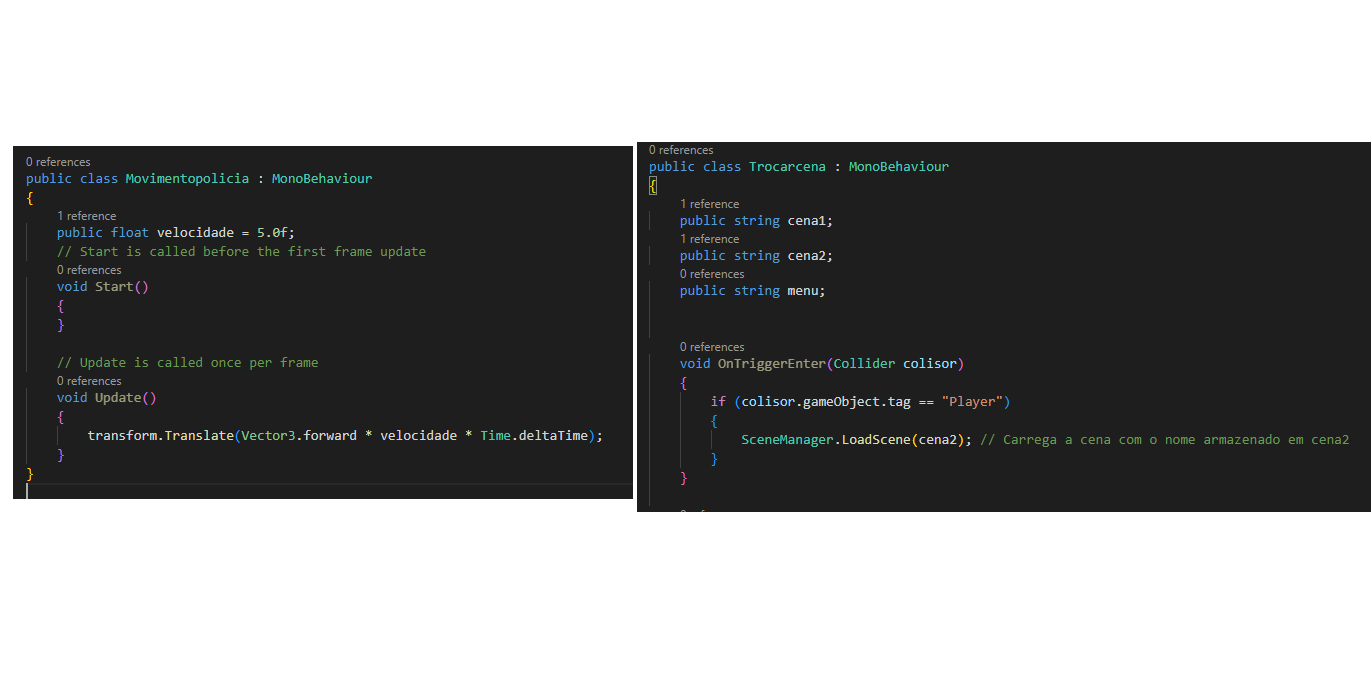 0 references
public class Movimentopolicia : MonoBehaviour
{
1 reference
public float velocidade = 5.0f;
// Start is called before the first frame update
0 references
void Start()
{
}
// Update is called once per frame
0 references
void Update()
{
transform.Translate(Vector3.forward * velocidade * Time.deltaTime);
}
}
0 references
public class Trocarcena : MonoBehaviour
{
1 reference
public string cena1;
1 reference
public string cena2;
0 references
public string menu;
0 references
void OnTriggerEnter(Collider colisor)
{
if (colisor.gameObject.tag == "Player")
{
SceneManager.LoadScene(cena2); // Carrega a cena com o nome armazenado em cena2
}
}